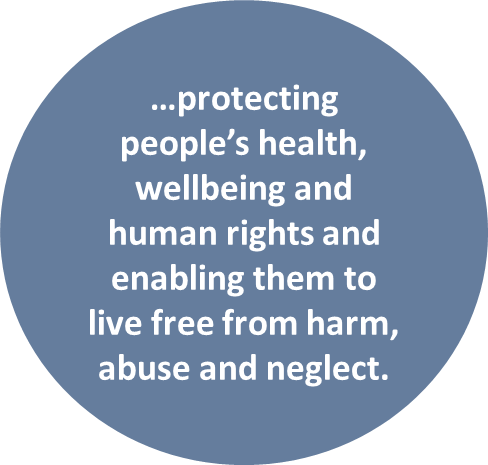 …protecting
people’s health,
wellbeing and
human rights and
enabling them to
live free from harm,
abuse and neglect.